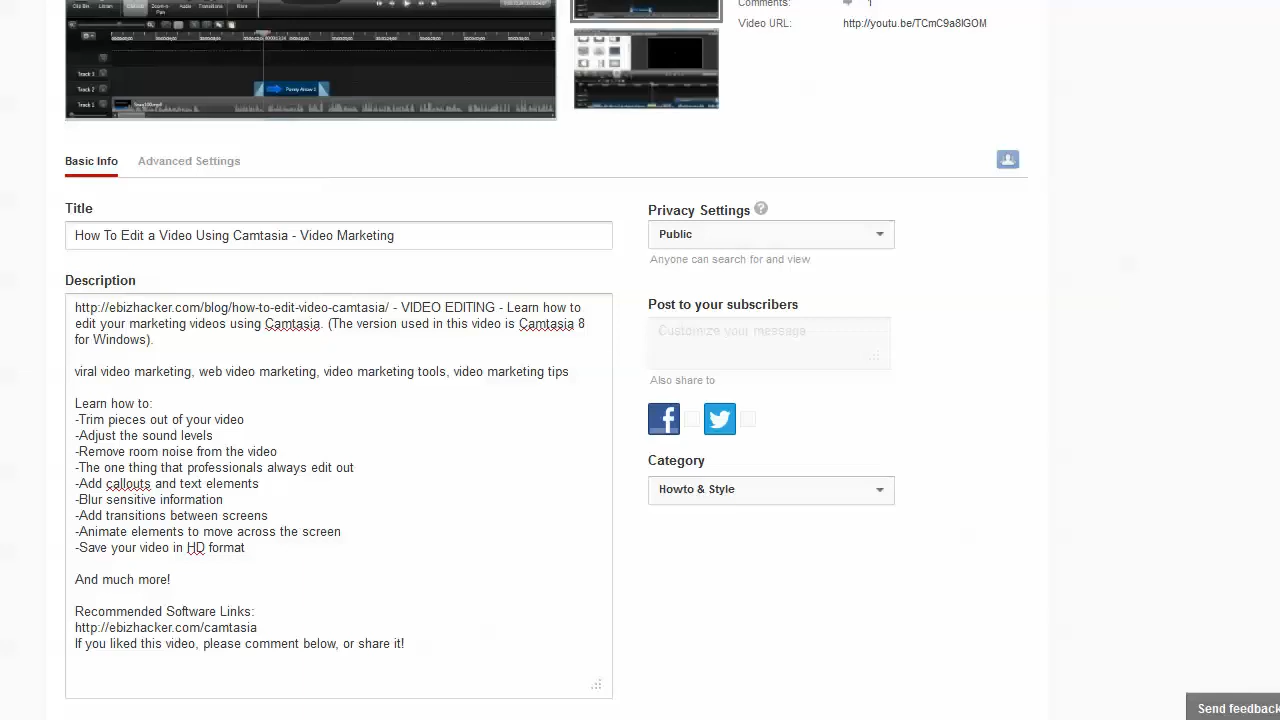 Comments: 1
Video URL: http://youtu.be/TCmC9a8lGOM
Track 3
Track 2
Track 1
Basic Info Advanced Settings
Title
How To Edit a Video Using Camtasia - Video Marketing
Privacy Settings ?
Public
Anyone can search for and view
Description
http://ebizhacker.com/blog/how-to-edit-video-camtasia/ - VIDEO EDITING - Learn how to
edit your marketing videos using Camtasia. (The version used in this video is Camtasia 8
for Windows).
viral video marketing, web video marketing, video marketing tools, video marketing tips
Learn how to:
-Trim pieces out of your video
-Adjust the sound levels
-Remove room noise from the video
-The one thing that professionals always edit out
-Add callouts and text elements
-Blur sensitive information
-Add transitions between screens
-Animate elements to move across the screen
-Save your video in HD format
And much more!
Recommended Software Links:
http://ebizhacker.com/camtasia
If you liked this video, please comment below, or share it!
Post to your subscribers
Customize your message
Also share to
Category
Howto & Style
Send feedback